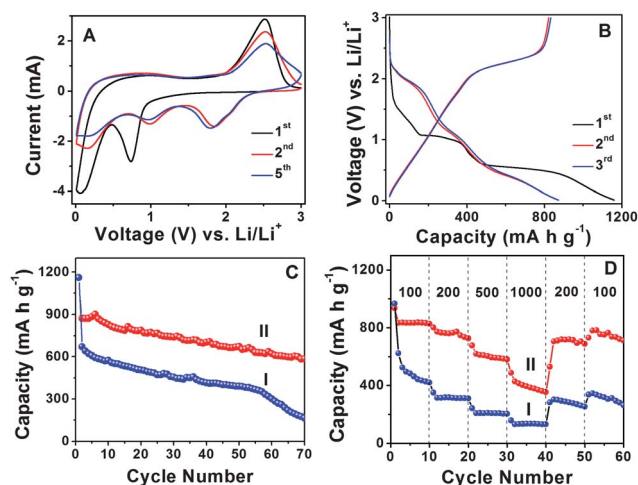 A
Current (mA)
4
2
0
-2
-4
1st
2nd
5th
0 1 2 3
Voltage (V) vs. Li/Li+
B
Voltage (V) vs. Li/Li+
3
2
1
0
1st
2nd
3rd
0 400 800 1200
Capacity (mA h g-1)
C
Capacity (mA h g-1)
1200
900
600
300
0
II
I
0 10 20 30 40 50 60 70
Cycle Number
D
Capacity (mA h g-1)
1200
800
400
0
100 200 500 1000 200 100
II
I
0 10 20 30 40 50 60
Cycle Number